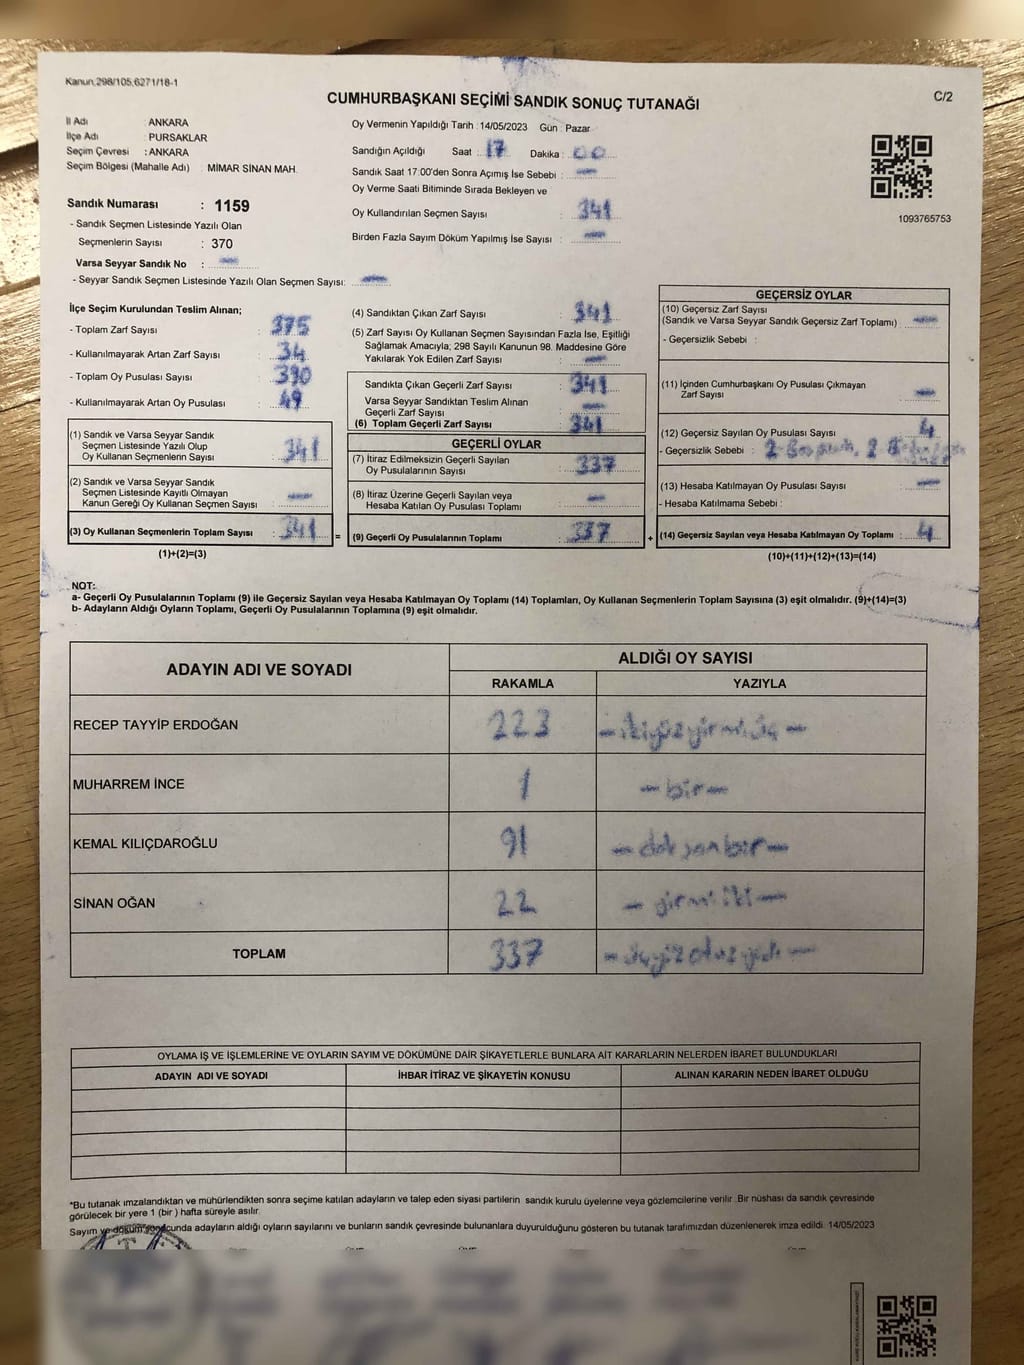 Kanun.298/105,6271/18-1
CUMHURBAŞKANI SEÇİMİ SANDIK SONUÇ TUTANAĞI
C/2
İl Adı : ANKARA
İlçe Adı : PURSAKLAR
Seçim Çevresi : ANKARA
Seçim Bölgesi (Mahalle Adı) : MİMAR SİNAN MAH.
Oy Vermenin Yapıldığı Tarih : 14/05/2023 Gün : Pazar
Sandığın Açıldığı Saat : 17 Dakika : 00
Sandık Saat 17:00'den Sonra Açımış İse Sebebi : —
Oy Verme Saati Bitiminde Sırada Bekleyen ve
Oy Kullandırılan Seçmen Sayısı : 341
Birden Fazla Sayım Döküm Yapılmış İse Sayısı : —
1093765753
Sandık Numarası : 1159
- Sandık Seçmen Listesinde Yazılı Olan
Seçmenlerin Sayısı : 370
Varsa Seyyar Sandık No : —
- Seyyar Sandık Seçmen Listesinde Yazılı Olan Seçmen Sayısı: —
İlçe Seçim Kurulundan Teslim Alınan;
- Toplam Zarf Sayısı : 375
- Kullanılmayarak Artan Zarf Sayısı : 34
- Toplam Oy Pusulası Sayısı : 390
- Kullanılmayarak Artan Oy Pusulası : 49
(1) Sandık ve Varsa Seyyar Sandık
Seçmen Listesinde Yazılı Olup
Oy Kullanan Seçmenlerin Sayısı : 341
(2) Sandık ve Varsa Seyyar Sandık
Seçmen Listesinde Kayıtlı Olmayan
Kanun Gereği Oy Kullanan Seçmen Sayısı : —
(3) Oy Kullanan Seçmenlerin Toplam Sayısı : 341
(1)+(2)=(3)
(4) Sandıktan Çıkan Zarf Sayısı : 341
(5) Zarf Sayısı Oy Kullanan Seçmen Sayısından Fazla İse, Eşitliği
Sağlamak Amacıyla; 298 Sayılı Kanunun 98. Maddesine Göre
Yakılarak Yok Edilen Zarf Sayısı : —
Sandıkta Çıkan Geçerli Zarf Sayısı : 341
Varsa Seyyar Sandıktan Teslim Alınan
Geçerli Zarf Sayısı : —
(6) Toplam Geçerli Zarf Sayısı : 341
GEÇERLİ OYLAR
(7) İtiraz Edilmeksizin Geçerli Sayılan
Oy Pusulalarının Sayısı : 337
(8) İtiraz Üzerine Geçerli Sayılan veya
Hesaba Katılan Oy Pusulası Toplamı : —
= (9) Geçerli Oy Pusulalarının Toplamı : 337
GEÇERSİZ OYLAR
(10) Geçersiz Zarf Sayısı
(Sandık ve Varsa Seyyar Sandık Geçersiz Zarf Toplamı) : —
- Geçersizlik Sebebi :
(11) İçinden Cumhurbaşkanı Oy Pusulası Çıkmayan
Zarf Sayısı : —
(12) Geçersiz Sayılan Oy Pusulası Sayısı : 4
- Geçersizlik Sebebi : 2
(13) Hesaba Katılmayan Oy Pusulası Sayısı : —
- Hesaba Katılmama Sebebi :
+ (14) Geçersiz Sayılan veya Hesaba Katılmayan Oy Toplamı : 4
(10)+(11)+(12)+(13)=(14)
NOT:
a- Geçerli Oy Pusulalarının Toplamı (9) ile Geçersiz Sayılan veya Hesaba Katılmayan Oy Toplamı (14) Toplamları, Oy Kullanan Seçmenlerin Toplam Sayısına (3) eşit olmalıdır. (9)+(14)=(3)
b- Adayların Aldığı Oyların Toplamı, Geçerli Oy Pusulalarının Toplamına (9) eşit olmalıdır.
ADAYIN ADI VE SOYADI ALDIĞI OY SAYISI
RAKAMLA YAZIYLA
RECEP TAYYİP ERDOĞAN 223 — ikiyüzyirmiüç —
MUHARREM İNCE 1 — bir —
KEMAL KILIÇDAROĞLU 91 — doksanbir —
SİNAN OĞAN 22 — yirmiiki —
TOPLAM 337 — üçyüzotuzyedi —
OYLAMA İŞ VE İŞLEMLERİNE VE OYLARIN SAYIM VE DÖKÜMÜNE DAİR ŞİKAYETLERLE BUNLARA AİT KARARLARIN NELERDEN İBARET BULUNDUKLARI
ADAYIN ADI VE SOYADI İHBAR İTİRAZ VE ŞİKAYETİN KONUSU ALINAN KARARIN NEDEN İBARET OLDUĞU
*Bu tutanak imzalandıktan ve mühürlendikten sonra seçime katılan adayların ve talep eden siyasi partilerin sandık kurulu üyelerine veya gözlemcilerine verilir .Bir nüshası da sandık çevresinde
görülecek bir yere 1 (bir ) hafta süreyle asılır.
Sayım ve döküm sonucunda adayların aldığı oyların sayılarını ve bunların sandık çevresinde bulunanlara duyurulduğunu gösteren bu tutanak tarafımızdan düzenlenerek imza edildi. 14/05/2023